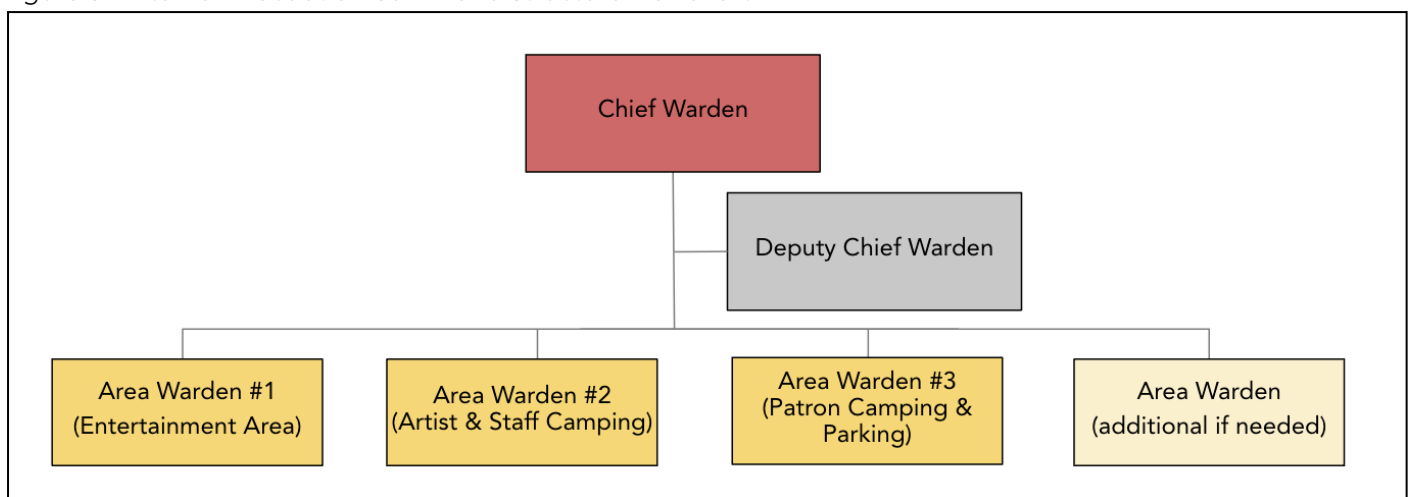 Chief Warden
Deputy Chief Warden
Area Warden #1
(Entertainment Area)
Area Warden #2
(Artist & Staff Camping)
Area Warden #3
(Patron Camping &
Parking)
Area Warden
(additional if needed)